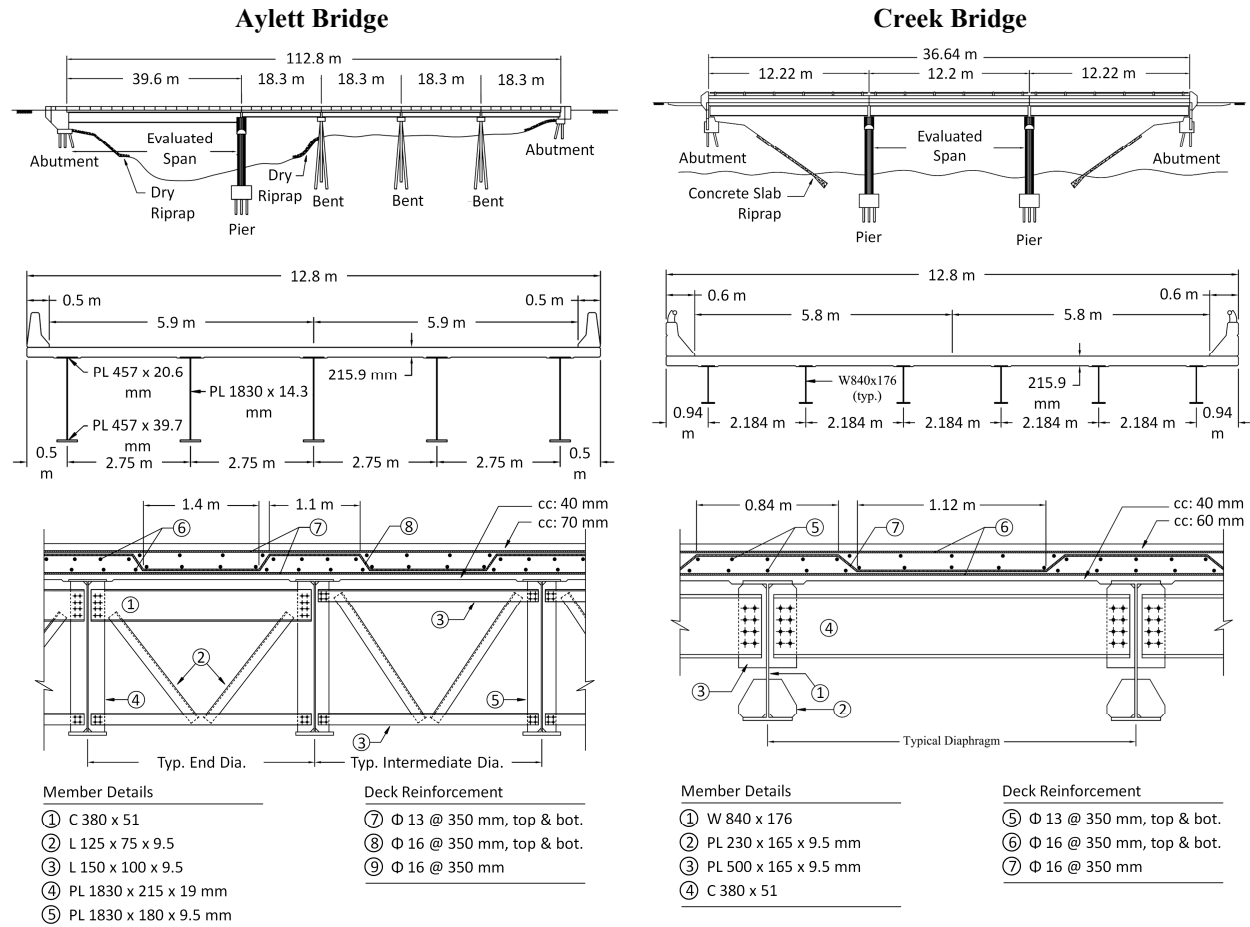 Aylett Bridge
112.8 m
39.6 m
18.3 m
18.3 m
18.3 m
18.3 m
Evaluated
Span
Abutment
Abutment
Dry
Riprap
Dry
Riprap
Bent
Bent
Bent
Pier
12.8 m
0.5 m
0.5 m
5.9 m
5.9 m
PL 457 x 20.6
mm
PL 1830 x 14.3
mm
215.9 mm
PL 457 x 39.7
mm
0.5
m
2.75 m
2.75 m
2.75 m
2.75 m
0.5
m
1.4 m
1.1 m
cc: 40 mm
cc: 70 mm
6
7
8
1
3
2
4
5
3
Typ. End Dia.
Typ. Intermediate Dia.
Member Details
1 C 380 x 51
2 L 125 x 75 x 9.5
3 L 150 x 100 x 9.5
4 PL 1830 x 215 x 19 mm
5 PL 1830 x 180 x 9.5 mm
Deck Reinforcement
7 Φ 13 @ 350 mm, top & bot.
8 Φ 16 @ 350 mm, top & bot.
9 Φ 16 @ 350 mm
Creek Bridge
36.64 m
12.22 m
12.2 m
12.22 m
Abutment
Evaluated
Span
Abutment
Concrete Slab
Riprap
Pier
Pier
12.8 m
0.6 m
0.6 m
5.8 m
5.8 m
W840x176
(typ.)
215.9
mm
0.94
m
2.184 m
2.184 m
2.184 m
2.184 m
2.184 m
0.94
m
0.84 m
1.12 m
cc: 40 mm
cc: 60 mm
5
7
6
4
3
1
2
Typical Diaphragm
Member Details
1 W 840 x 176
2 PL 230 x 165 x 9.5 mm
3 PL 500 x 165 x 9.5 mm
4 C 380 x 51
Deck Reinforcement
5 Φ 13 @ 350 mm, top & bot.
6 Φ 16 @ 350 mm, top & bot.
7 Φ 16 @ 350 mm